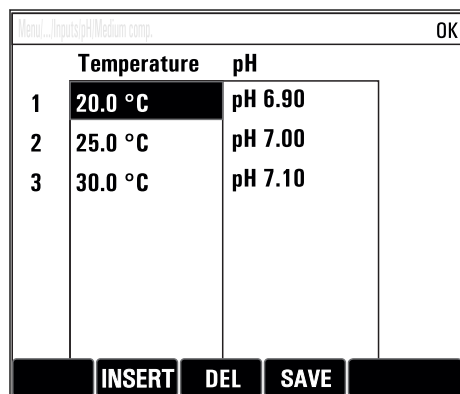 Menu/.../Inputs/pH/Medium comp. OK
Temperature pH
1 20.0 °C pH 6.90
2 25.0 °C pH 7.00
3 30.0 °C pH 7.10
INSERT DEL SAVE